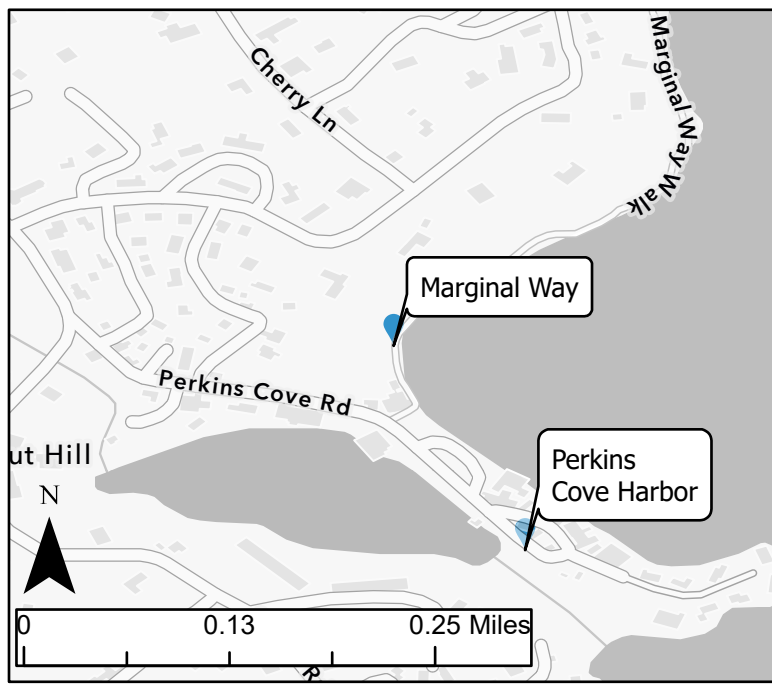 Cherry Ln
Marginal Way Walk
Marginal Way
Perkins Cove Rd
ut Hill
Perkins
Cove Harbor
N
0 0.13 0.25 Miles
R